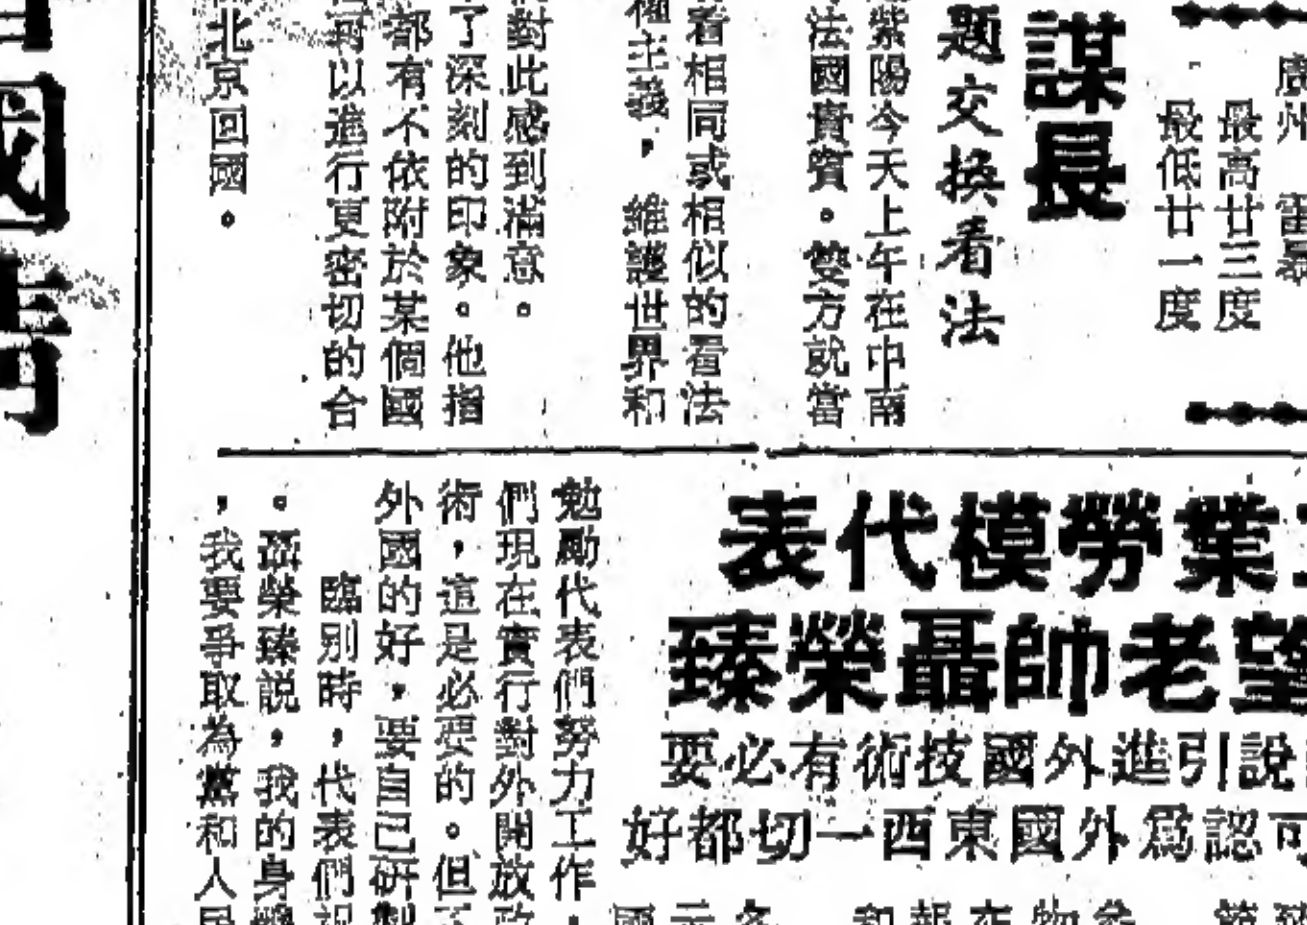 廣州 雷暴
最高廿三度
最低廿一度
謀長
題交換看法
紫陽今天上午在中南
法國貴賓。雙方就當
着相同或相似的看法
主義，維護世界和
對此感到滿意。
了深刻的印象。他指
都有不依附於某個國
可以進行更密切的合
北京回國。
業勞模代表
望老帥聶榮臻
說引進外國技術有必要
可認為外國東西一切都好
勉勵代表們努力工作，
們現在實行對外開放政
術，這是必要的。但
外國的好，要自己研製
臨別時，代表們祝
。聶榮臻說，我的身體
，我要爭取為黨和人民
國